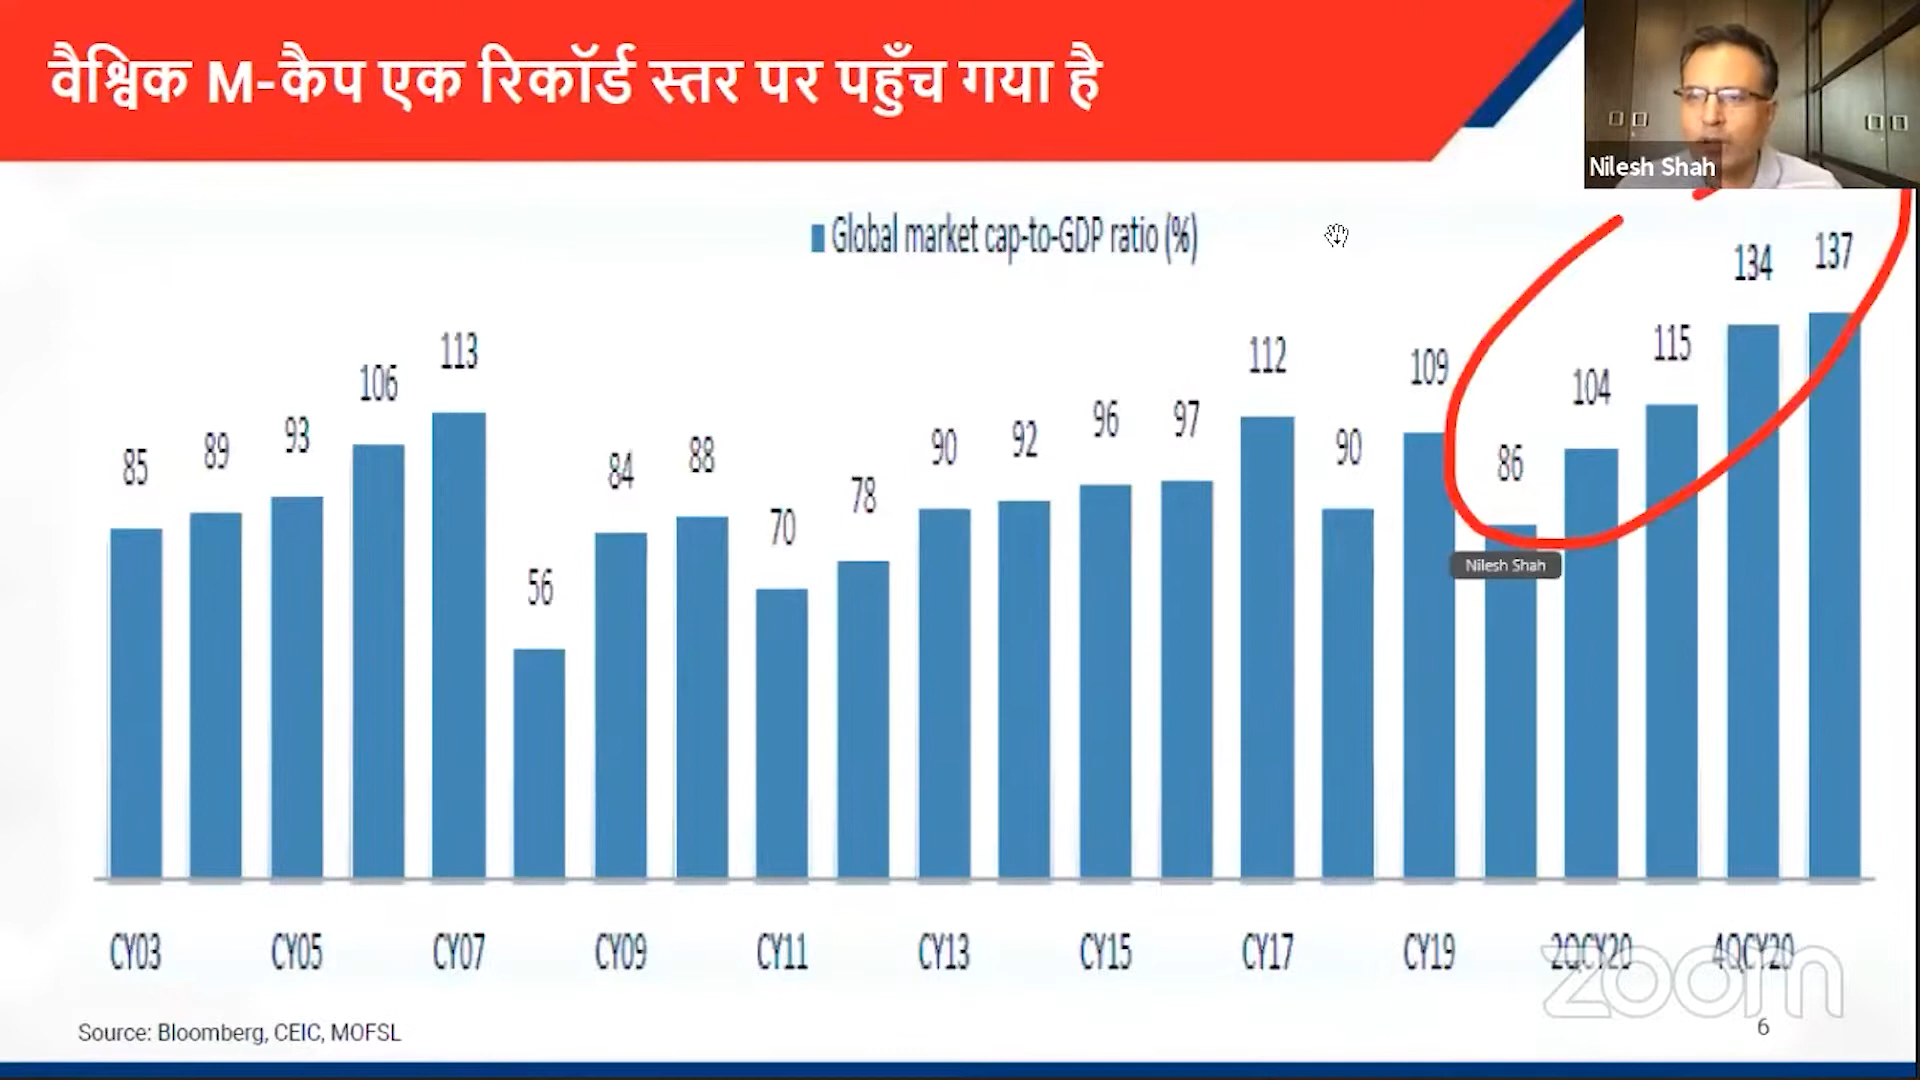 वैश्विक M-कैप एक रिकॉर्ड स्तर पर पहुँच गया है
Nilesh Shah
Global market cap-to-GDP ratio (%)
85 89 93 106 113 56 84 88 70 78 90 92 96 97 112 90 109 86 104 115 134 137
Nilesh Shah
CY03 CY05 CY07 CY09 CY11 CY13 CY15 CY17 CY19 2QCY20 4QCY20
zoom
Source: Bloomberg, CEIC, MOFSL
6